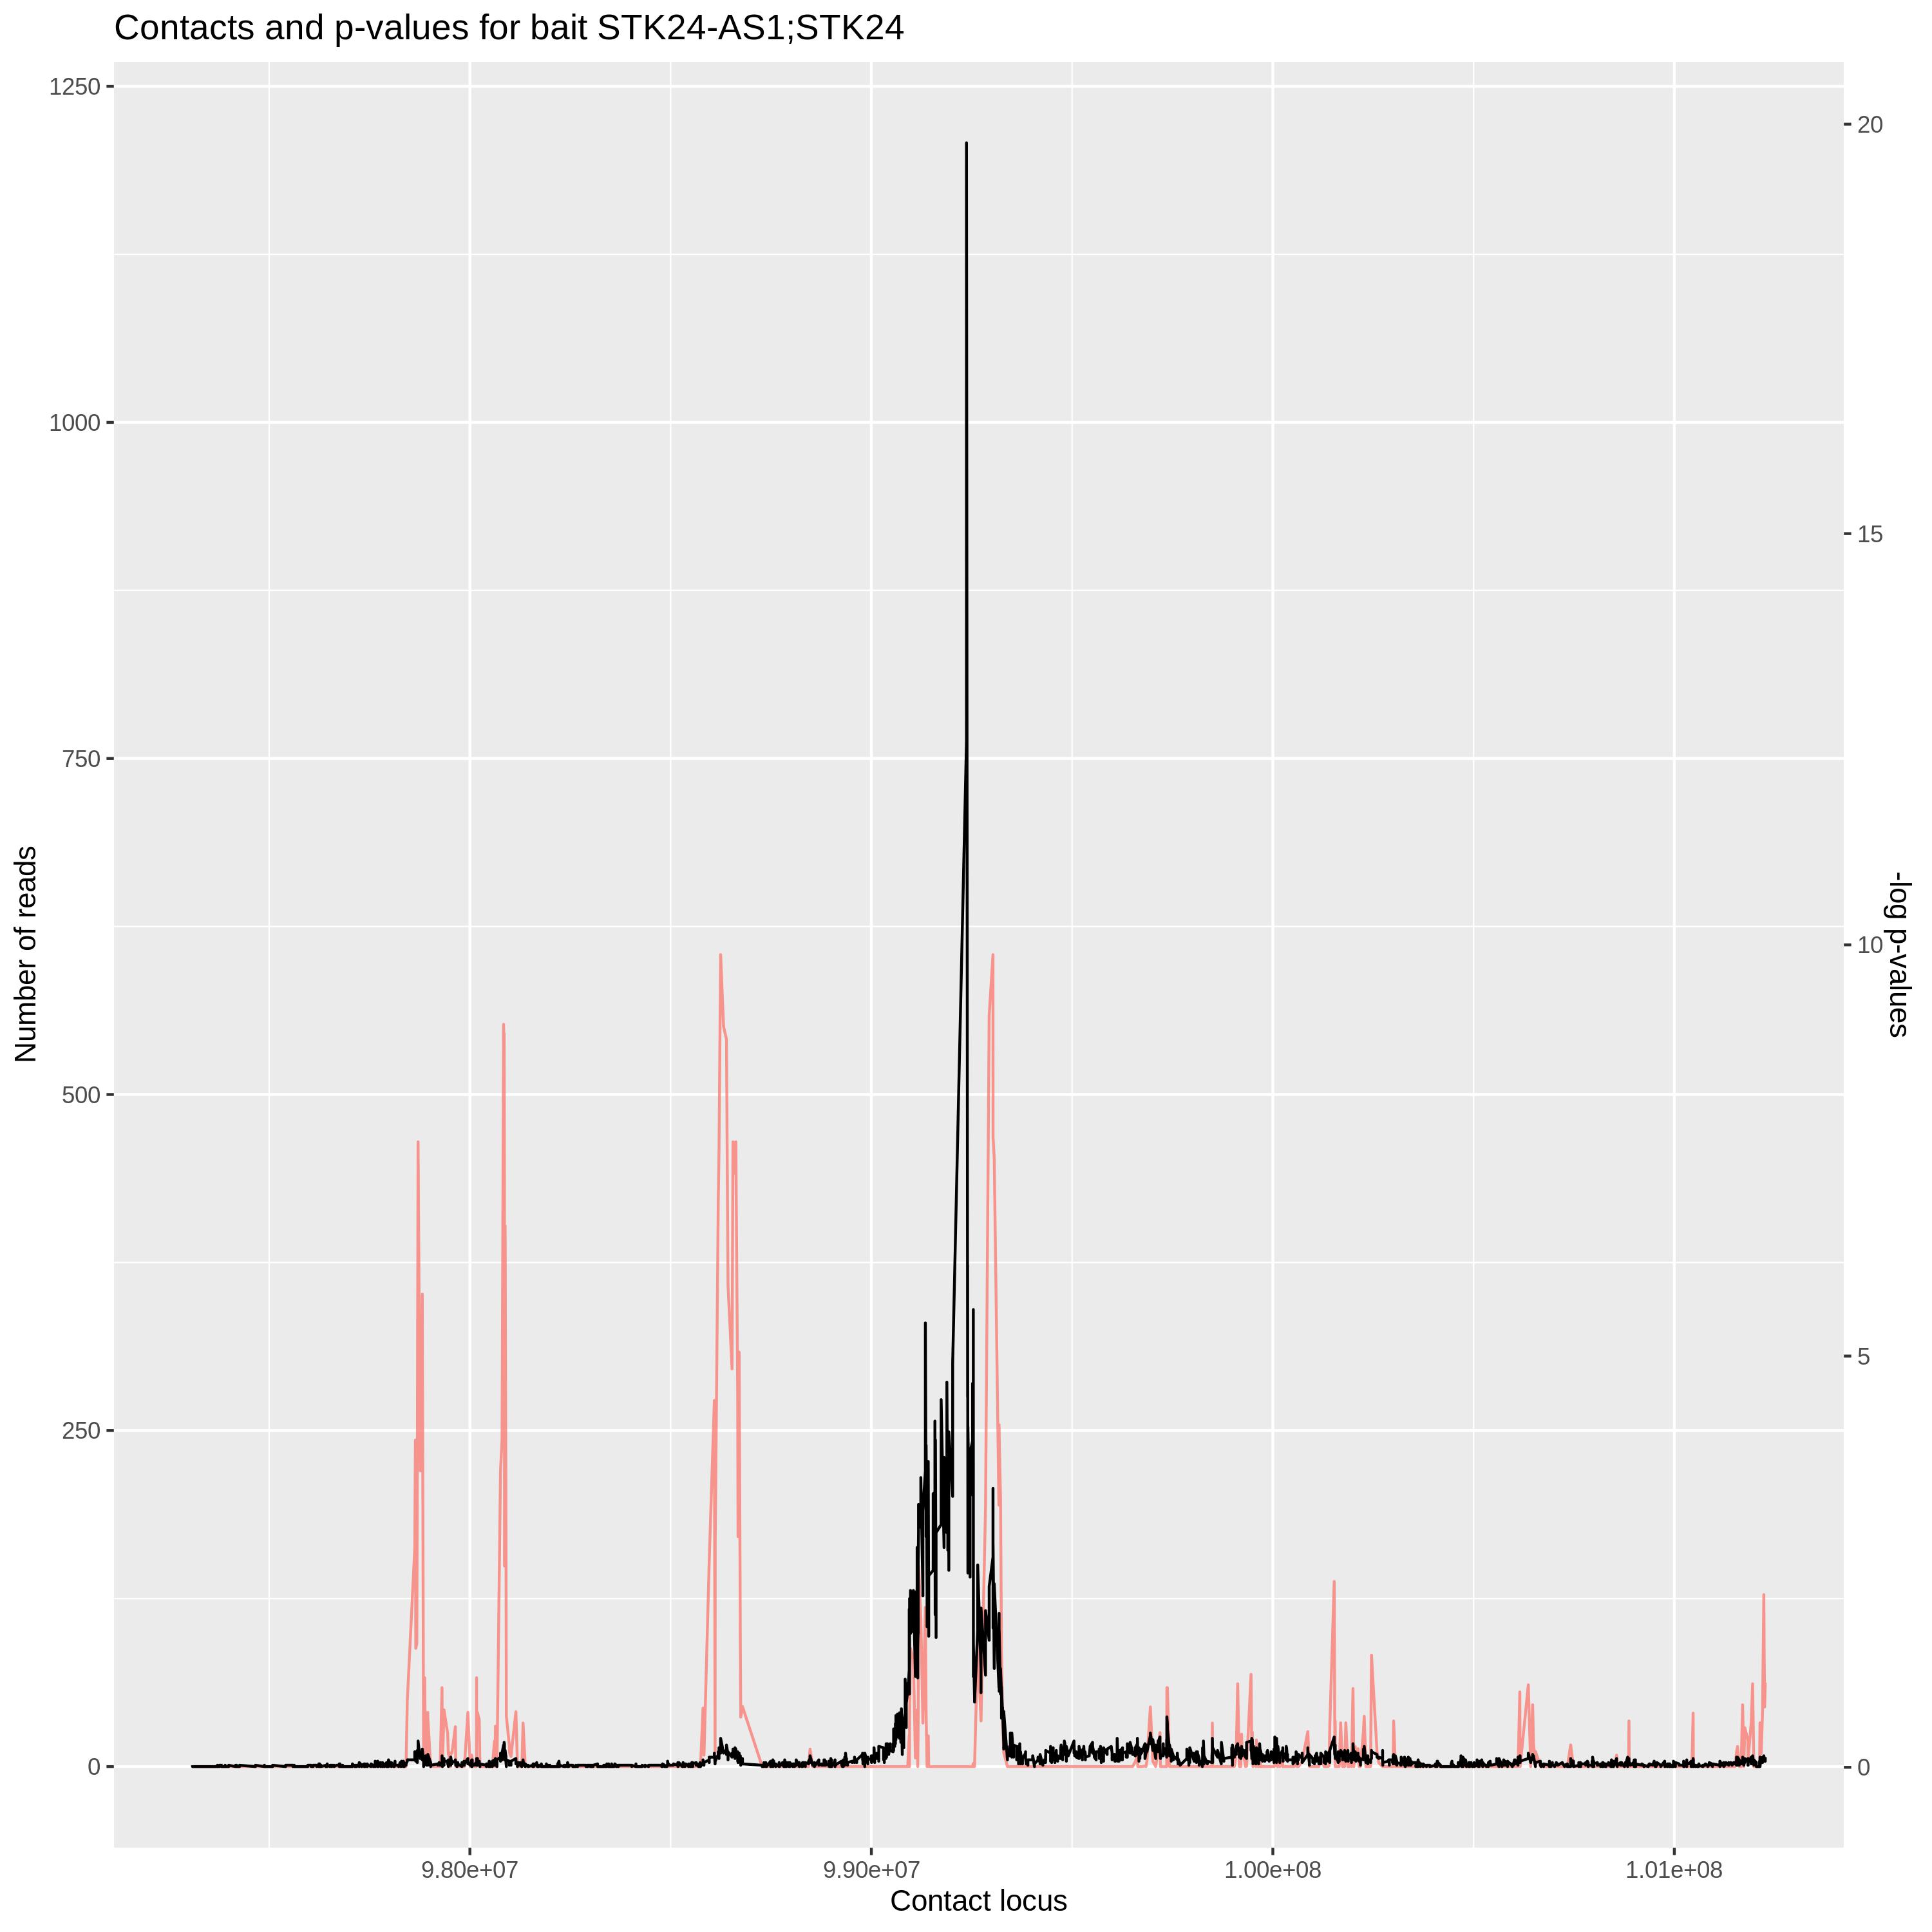 Contacts and p-values for bait STK24-AS1;STK24
1250
1000
750
500
250
0
Number of reads
20
15
10
5
0
-log p-values
9.80e+07
9.90e+07
1.00e+08
1.01e+08
Contact locus